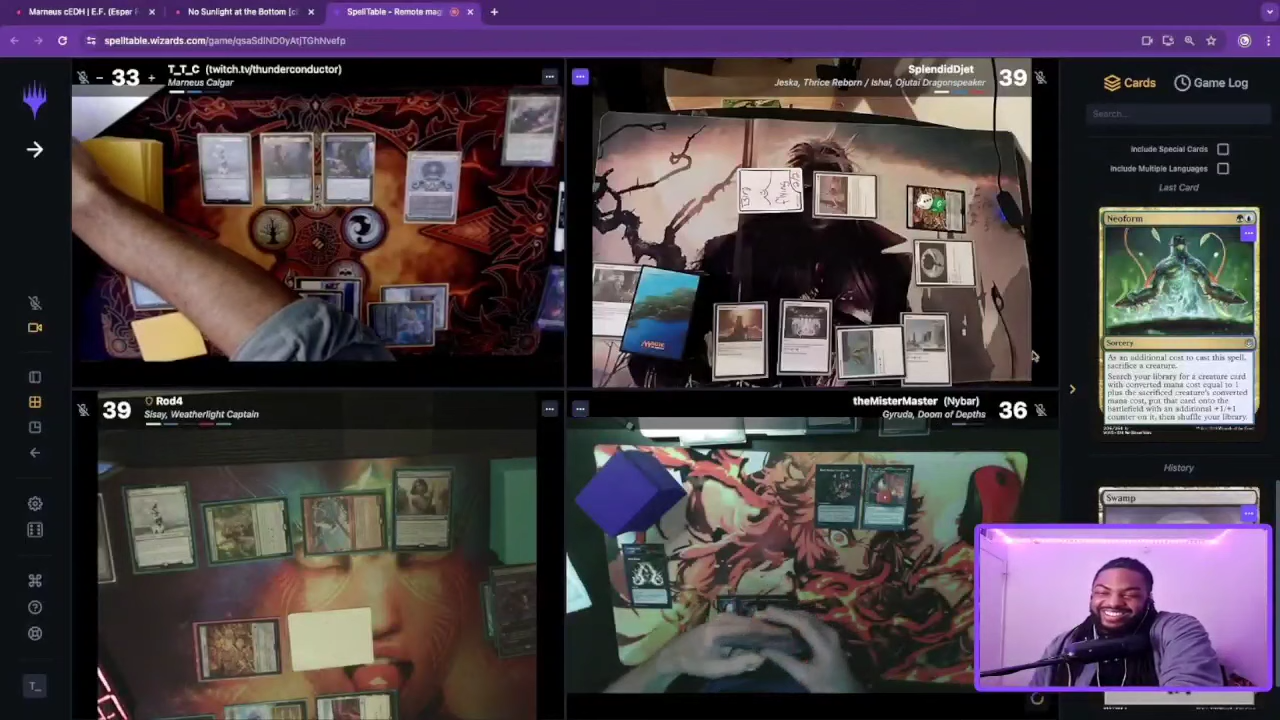 Marneus cEDH | E.F. (Esper
No Sunlight at the Bottom [cl
SpellTable - Remote mag
spelltable.wizards.com/game/qsaSdIND0yAtjTGhNvefp
- 33 +
T_T_C (twitch.tv/thunderconductor)
Marneus Calgar
SplendidDjet
Jeska, Thrice Reborn / Ishai, Ojutai Dragonspeaker
39
Cards
Game Log
Search...
Include Special Cards
Include Multiple Languages
Last Card
Neoform
Sorcery
As an additional cost to cast this spell,
sacrifice a creature.
Search your library for a creature card
with converted mana cost equal to 1
plus the sacrificed creature's converted
mana cost, put that card onto the
battlefield with an additional +1/+1
counter on it, then shuffle your library.
39
Rod4
Sisay, Weatherlight Captain
theMisterMaster (Nybar)
Gyruda, Doom of Depths
36
History
Swamp
T_